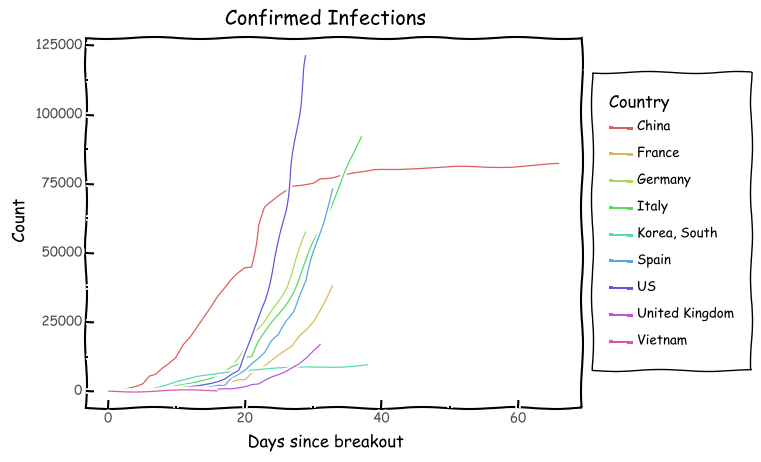 Confirmed Infections
125000
100000
75000
50000
25000
0
Count
0 20 40 60
Days since breakout
Country
China
France
Germany
Italy
Korea, South
Spain
US
United Kingdom
Vietnam